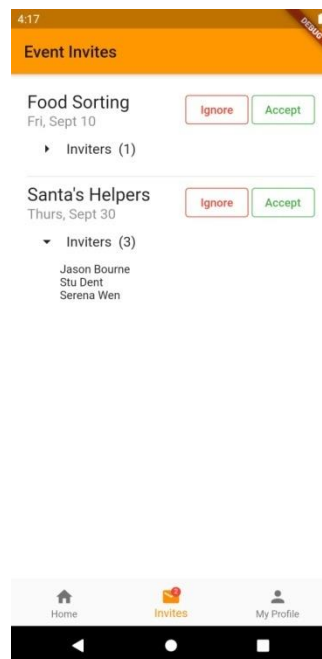 4:17
DEBUG
Event Invites
Food Sorting
Fri, Sept 10
Ignore
Accept
Inviters (1)
Santa's Helpers
Thurs, Sept 30
Ignore
Accept
Inviters (3)
Jason Bourne
Stu Dent
Serena Wen
2
Home
Invites
My Profile